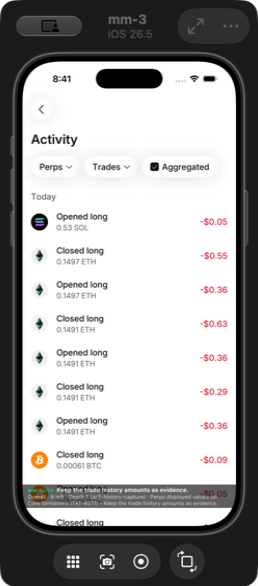 mm-3
iOS 26.5
8:41
Activity
Perps
Trades
Aggregated
Today
Opened long
-$0.05
0.53 SOL
Closed long
-$0.55
0.1497 ETH
Opened long
-$0.36
0.1497 ETH
Closed long
-$0.63
0.1491 ETH
Opened long
-$0.36
0.1491 ETH
Closed long
-$0.29
0.1491 ETH
Opened long
-$0.36
0.1491 ETH
Closed long
-$0.09
0.00061 BTC
Keep the trade history amounts as evidence.
-$0.05
Closed long